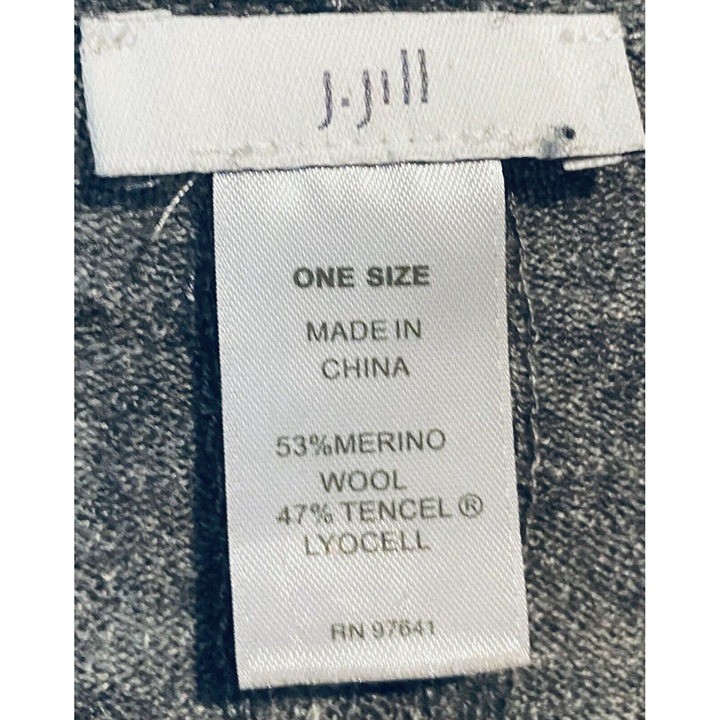 J.Jill
ONE SIZE
MADE IN
CHINA
53%MERINO
WOOL
47% TENCEL ®
LYOCELL
RN 97641